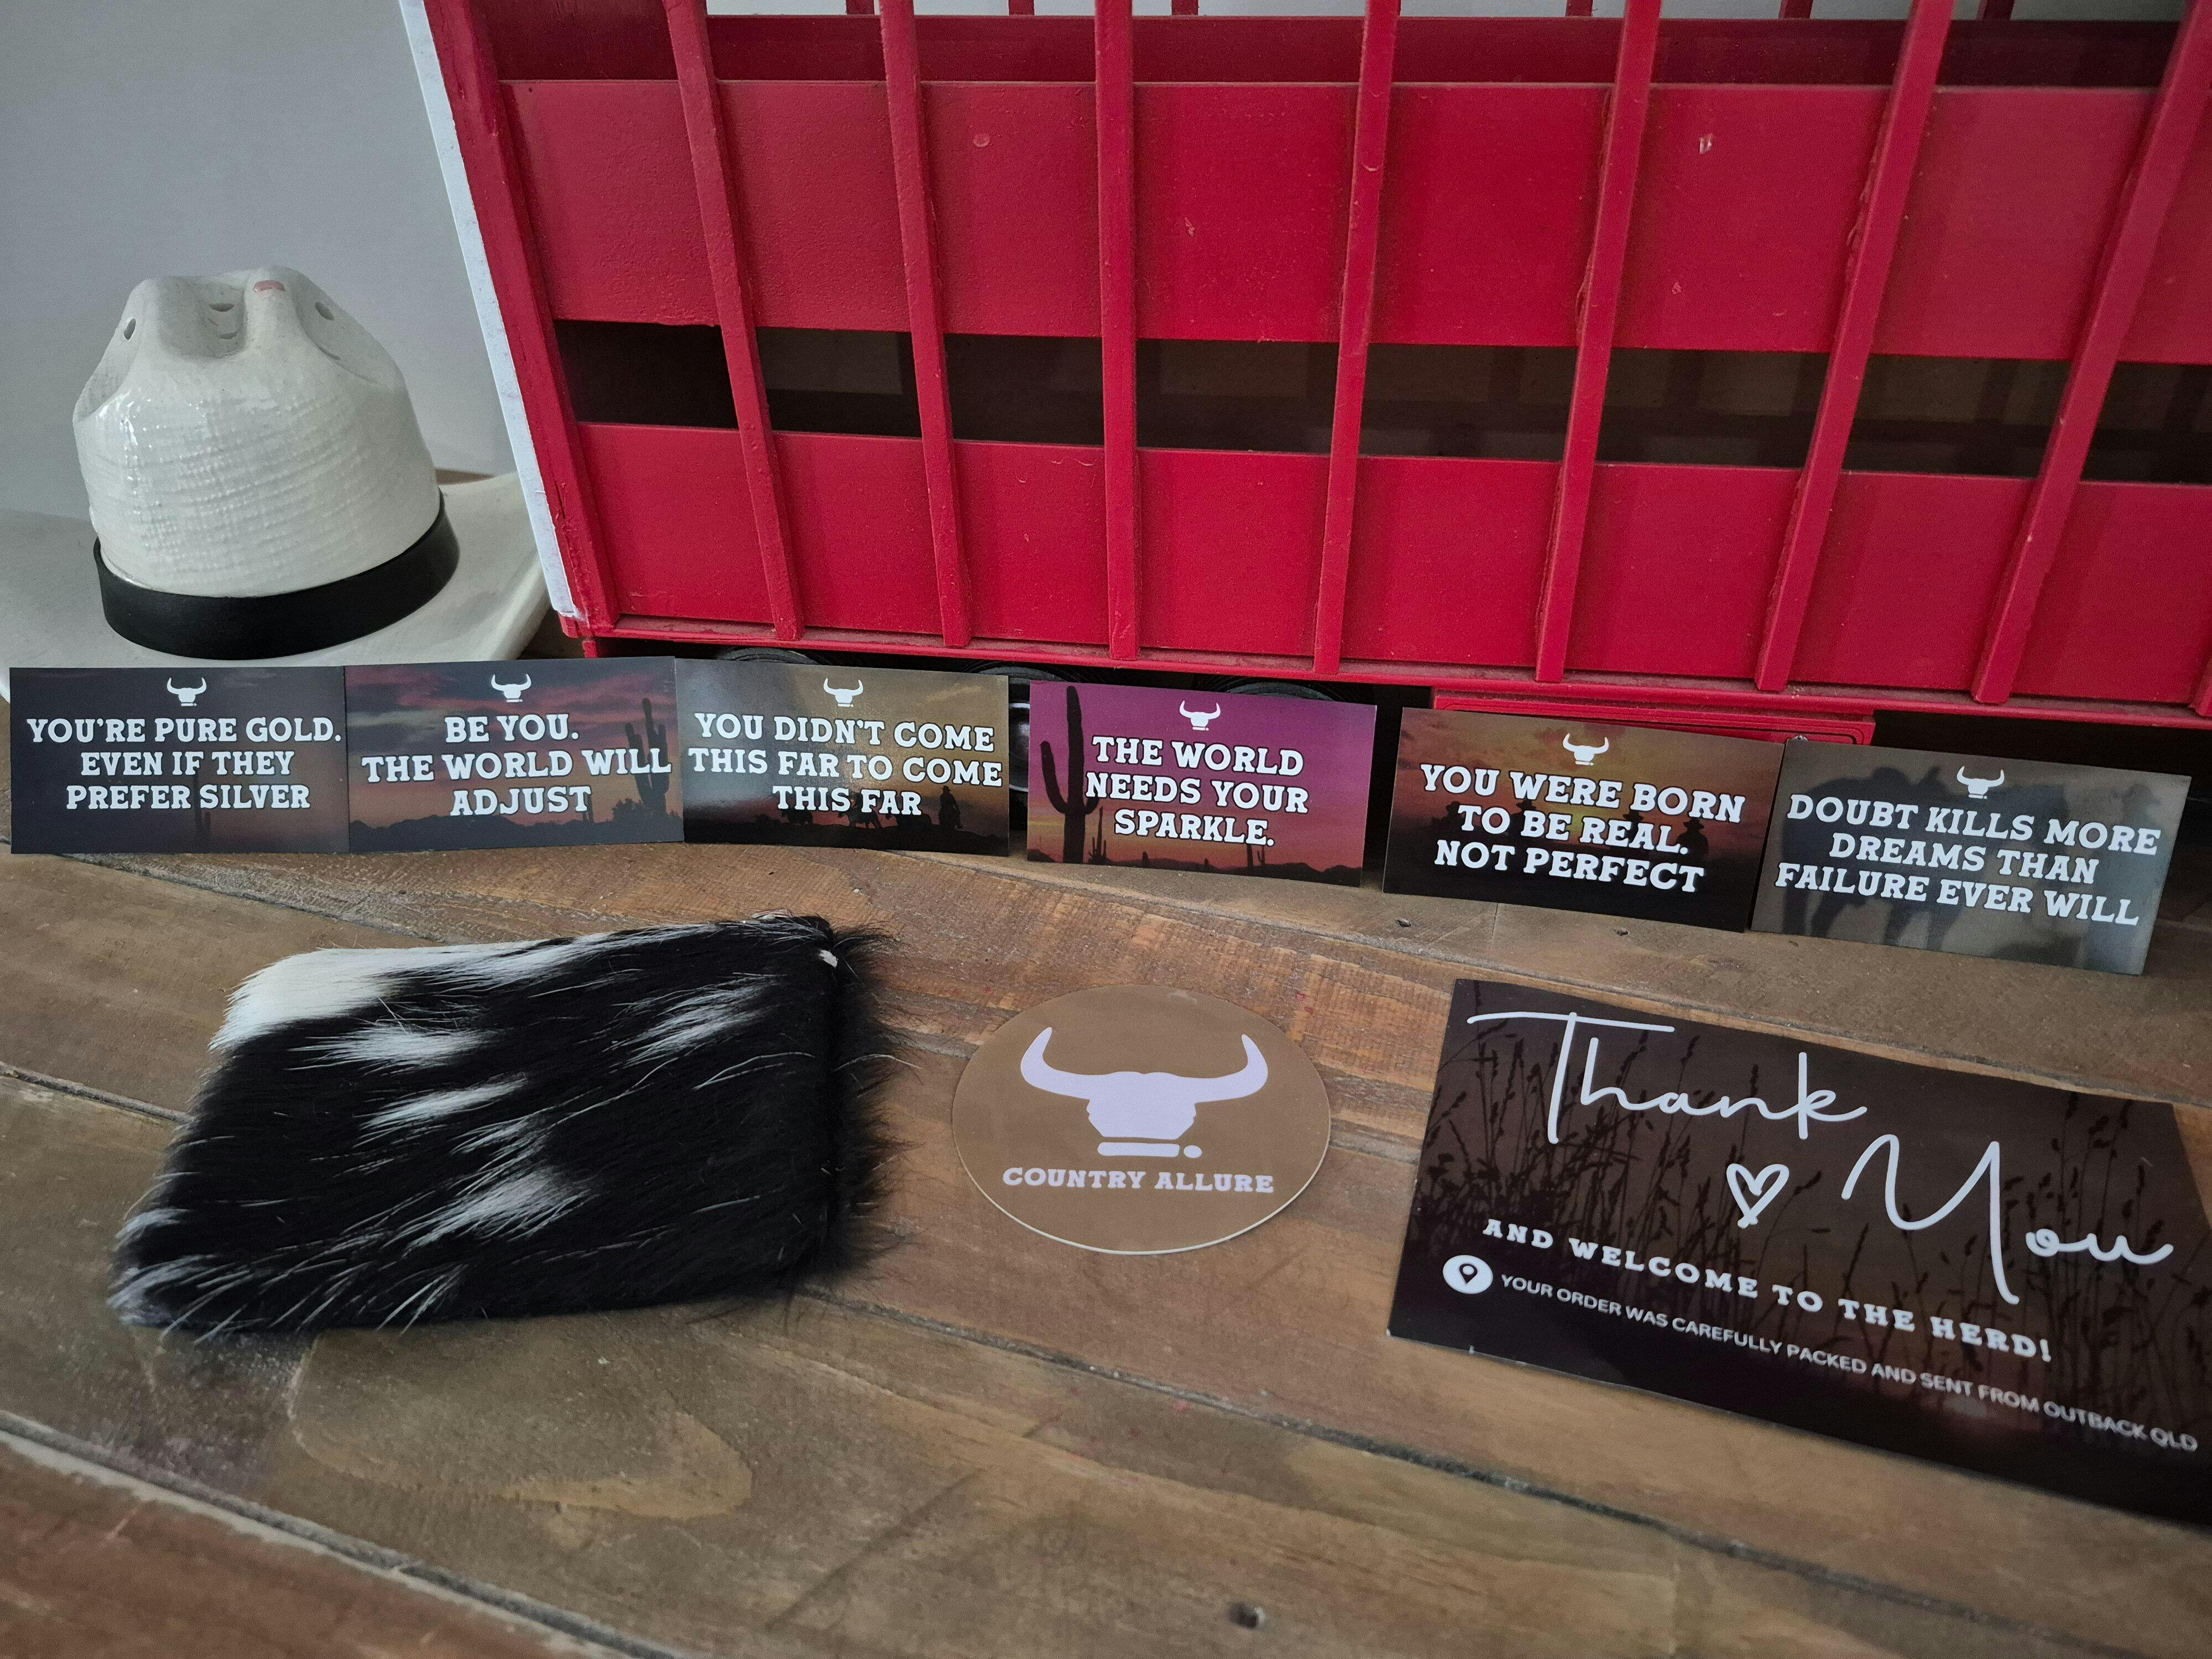 YOU'RE PURE GOLD.
EVEN IF THEY
PREFER SILVER
BE YOU.
THE WORLD WILL
ADJUST
YOU DIDN'T COME
THIS FAR TO COME
THIS FAR
THE WORLD
NEEDS YOUR
SPARKLE.
YOU WERE BORN
TO BE REAL.
NOT PERFECT
DOUBT KILLS MORE
DREAMS THAN
FAILURE EVER WILL
COUNTRY ALLURE
Thank
You
AND WELCOME TO THE HERD!
YOUR ORDER WAS CAREFULLY PACKED AND SENT FROM OUTBACK QLD